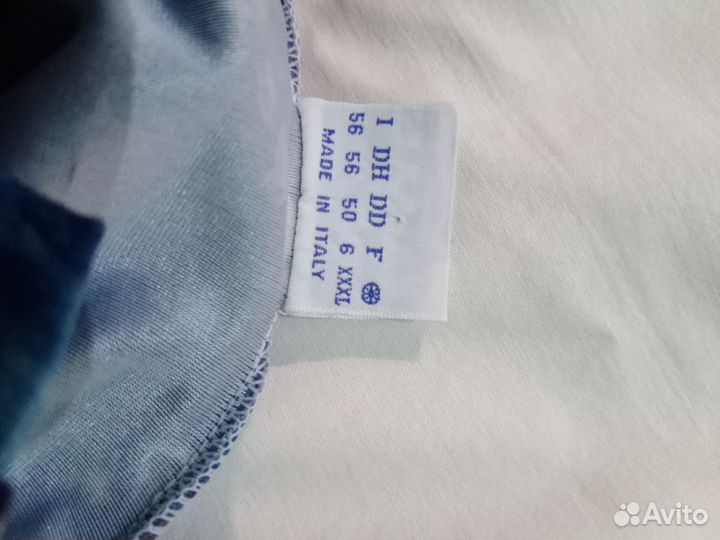 I DH DD F
56 56 50 6 XXXL
MADE IN ITALY
Avito